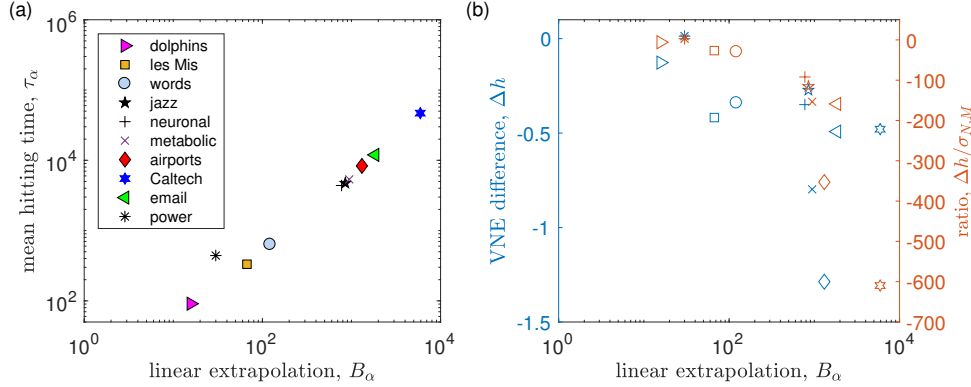 (a)
mean hitting time, τ_α
10^6
10^4
10^2
dolphins
les Mis
words
jazz
neuronal
metabolic
airports
Caltech
email
power
10^0
10^2
10^4
linear extrapolation, B_α
(b)
VNE difference, Δh
0
-0.5
-1
-1.5
10^0
10^2
10^4
linear extrapolation, B_α
0
-100
-200
-300
-400
-500
-600
-700
ratio, Δh/σ_{N,M}